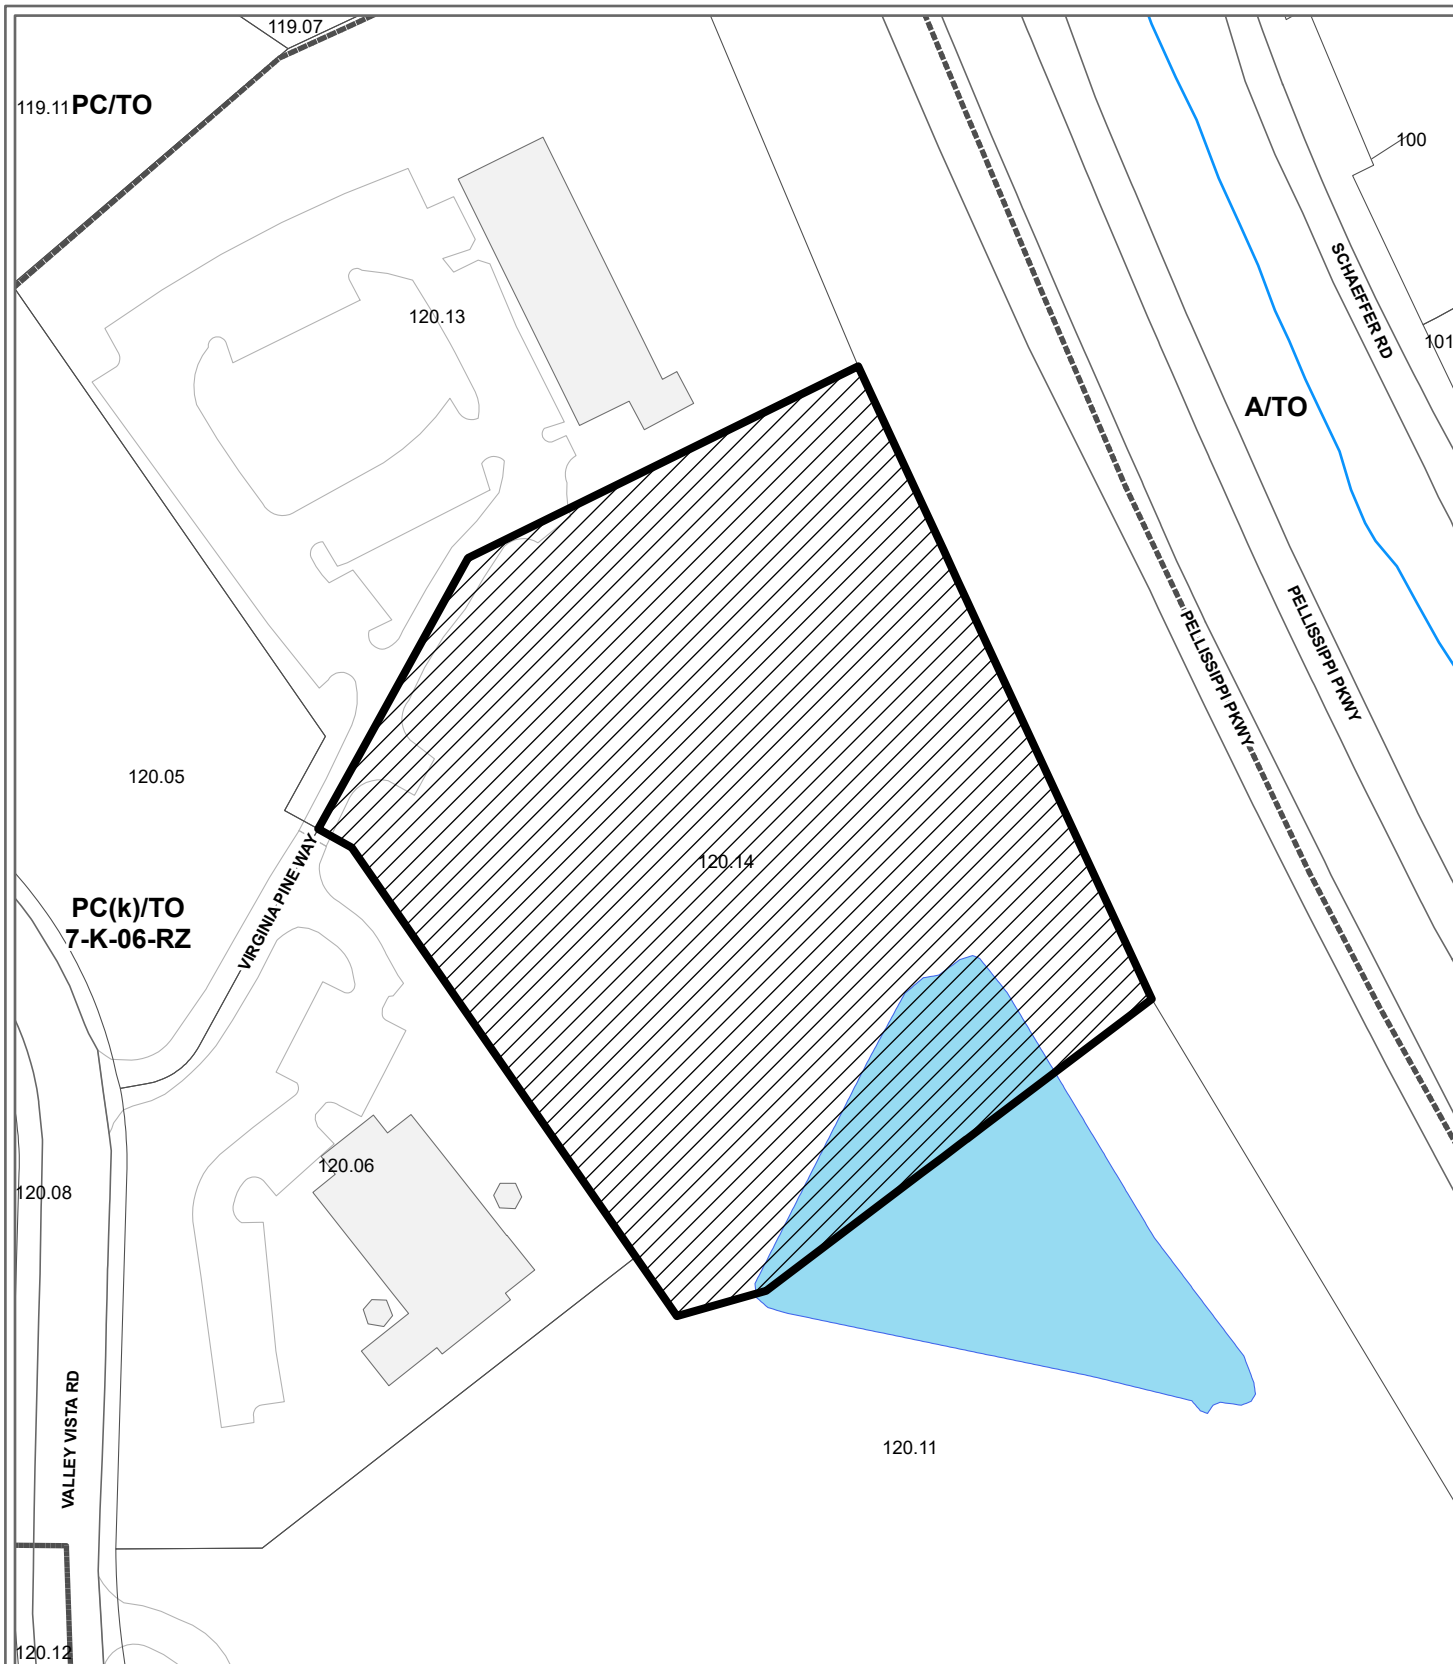 119.07
119.11 PC/TO
100
SCHAEFFER RD
120.13
101
A/TO
PELLISSIPPI PKWY
PELLISSIPPI PKWY
120.05
VIRGINIA PINE WAY
120.14
PC(k)/TO
7-K-06-RZ
120.06
120.08
VALLEY VISTA RD
120.11
120.12